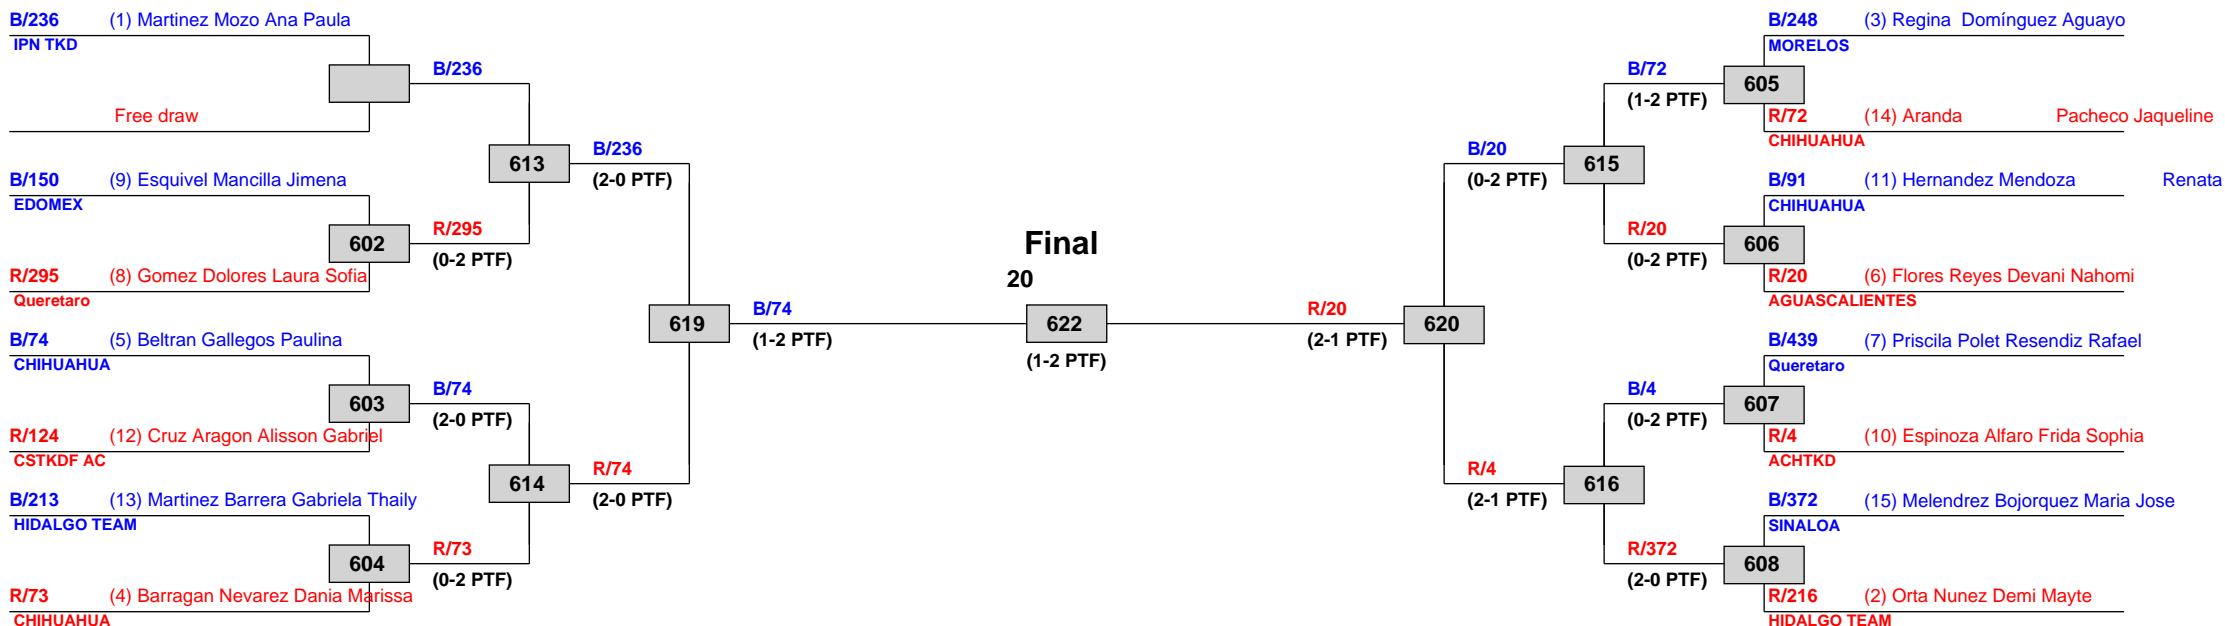 B/236 (1) Martinez Mozo Ana Paula
IPN TKD
B/236
Free draw
613
B/236
(2-0 PTF)
B/150 (9) Esquivel Mancilla Jimena
EDOMEX
602
R/295
(0-2 PTF)
R/295 (8) Gomez Dolores Laura Sofia
Queretaro
619
B/74
(1-2 PTF)
B/74 (5) Beltran Gallegos Paulina
CHIHUAHUA
603
B/74
(2-0 PTF)
R/124 (12) Cruz Aragon Alisson Gabriel
CSTKDF AC
614
R/74
(2-0 PTF)
B/213 (13) Martinez Barrera Gabriela Thaily
HIDALGO TEAM
604
R/73
(0-2 PTF)
R/73 (4) Barragan Nevarez Dania Marissa
CHIHUAHUA
Final
20
622
(1-2 PTF)
B/248 (3) Regina Domínguez Aguayo
MORELOS
B/72
(1-2 PTF)
605
R/72 (14) Aranda Pacheco Jaqueline
CHIHUAHUA
B/20
(0-2 PTF)
615
B/91 (11) Hernandez Mendoza Renata
CHIHUAHUA
R/20
(0-2 PTF)
606
R/20 (6) Flores Reyes Devani Nahomi
AGUASCALIENTES
R/20
(2-1 PTF)
620
B/439 (7) Priscila Polet Resendiz Rafael
Queretaro
B/4
(0-2 PTF)
607
R/4 (10) Espinoza Alfaro Frida Sophia
ACHTKD
R/4
(2-1 PTF)
616
B/372 (15) Melendrez Bojorquez Maria Jose
SINALOA
R/372
(2-0 PTF)
608
R/216 (2) Orta Nunez Demi Mayte
HIDALGO TEAM